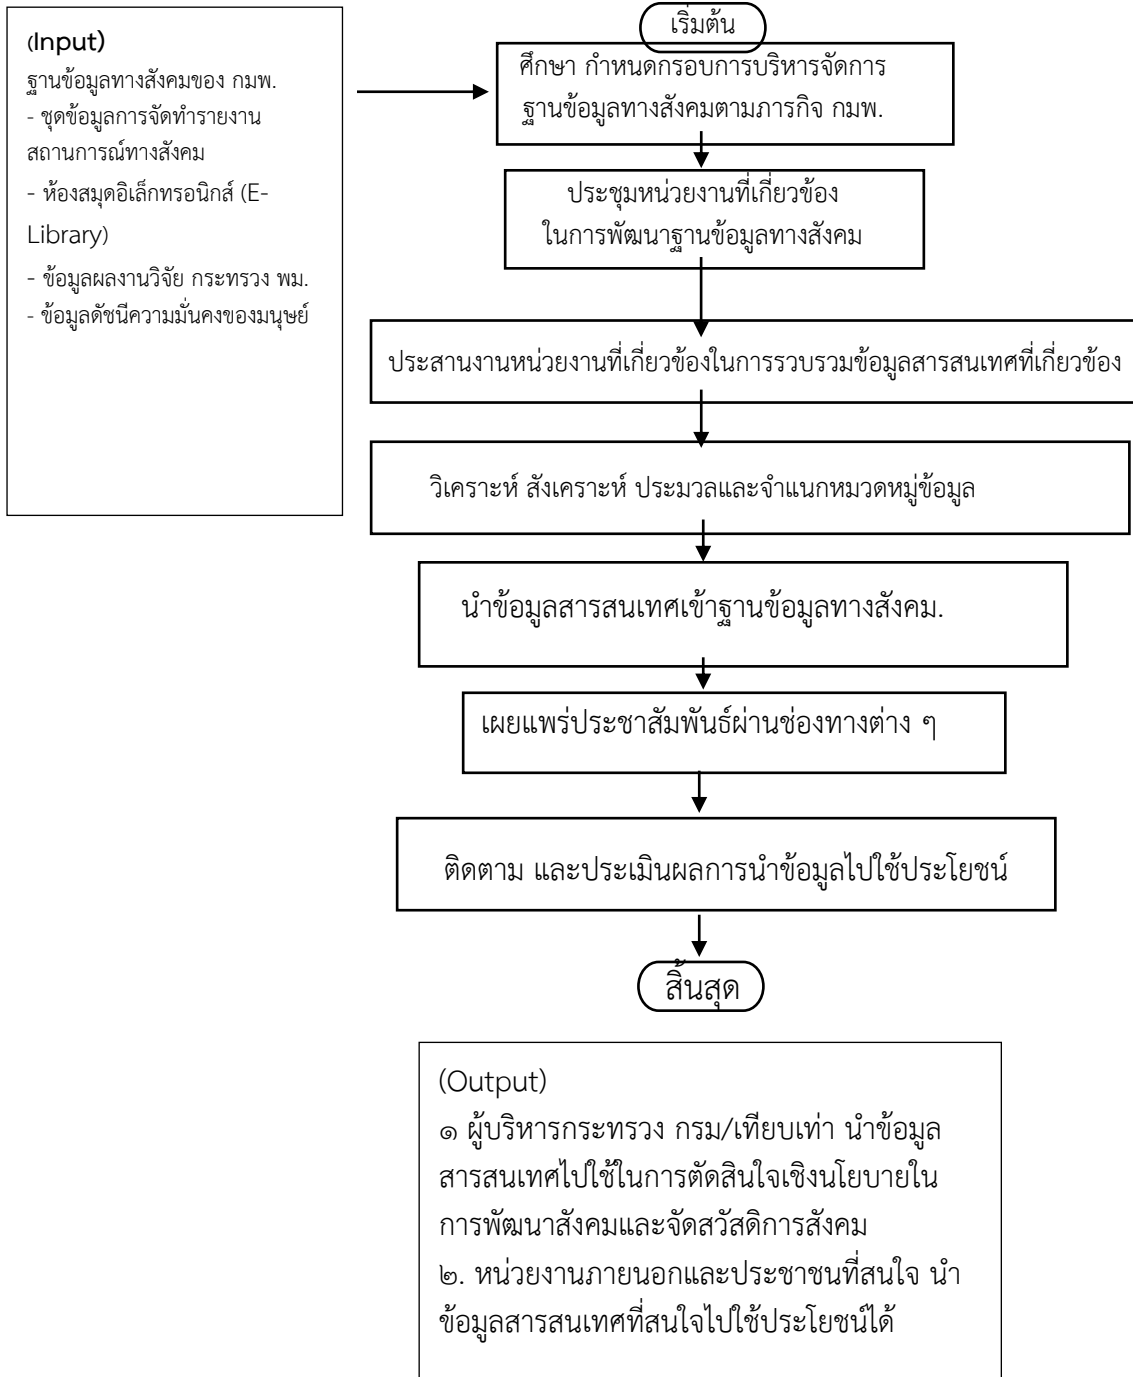 (Input)
ฐานข้อมูลทางสังคมของ กมพ.
- ชุดข้อมูลการจัดทำรายงาน
สถานการณ์ทางสังคม
- ห้องสมุดอิเล็กทรอนิกส์ (E-
Library)
- ข้อมูลผลงานวิจัย กระทรวง พม.
- ข้อมูลดัชนีความมั่นคงของมนุษย์
เริ่มต้น
ศึกษา กำหนดกรอบการบริหารจัดการ
ฐานข้อมูลทางสังคมตามภารกิจ กมพ.
ประชุมหน่วยงานที่เกี่ยวข้อง
ในการพัฒนาฐานข้อมูลทางสังคม
ประสานงานหน่วยงานที่เกี่ยวข้องในการรวบรวมข้อมูลสารสนเทศที่เกี่ยวข้อง
วิเคราะห์ สังเคราะห์ ประมวลและจำแนกหมวดหมู่ข้อมูล
นำข้อมูลสารสนเทศเข้าฐานข้อมูลทางสังคม.
เผยแพร่ประชาสัมพันธ์ผ่านช่องทางต่าง ๆ
ติดตาม และประเมินผลการนำข้อมูลไปใช้ประโยชน์
สิ้นสุด
(Output)
๑ ผู้บริหารกระทรวง กรม/เทียบเท่า นำข้อมูล
สารสนเทศไปใช้ในการตัดสินใจเชิงนโยบายใน
การพัฒนาสังคมและจัดสวัสดิการสังคม
๒. หน่วยงานภายนอกและประชาชนที่สนใจ นำ
ข้อมูลสารสนเทศที่สนใจไปใช้ประโยชน์ได้